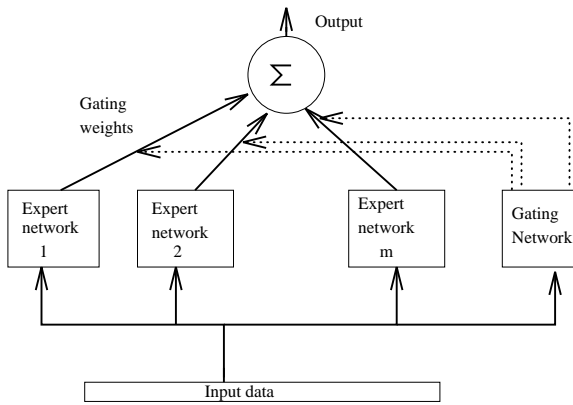 Output
Σ
Gating
weights
Expert
network
1
Expert
network
2
Expert
network
m
Gating
Network
Input data